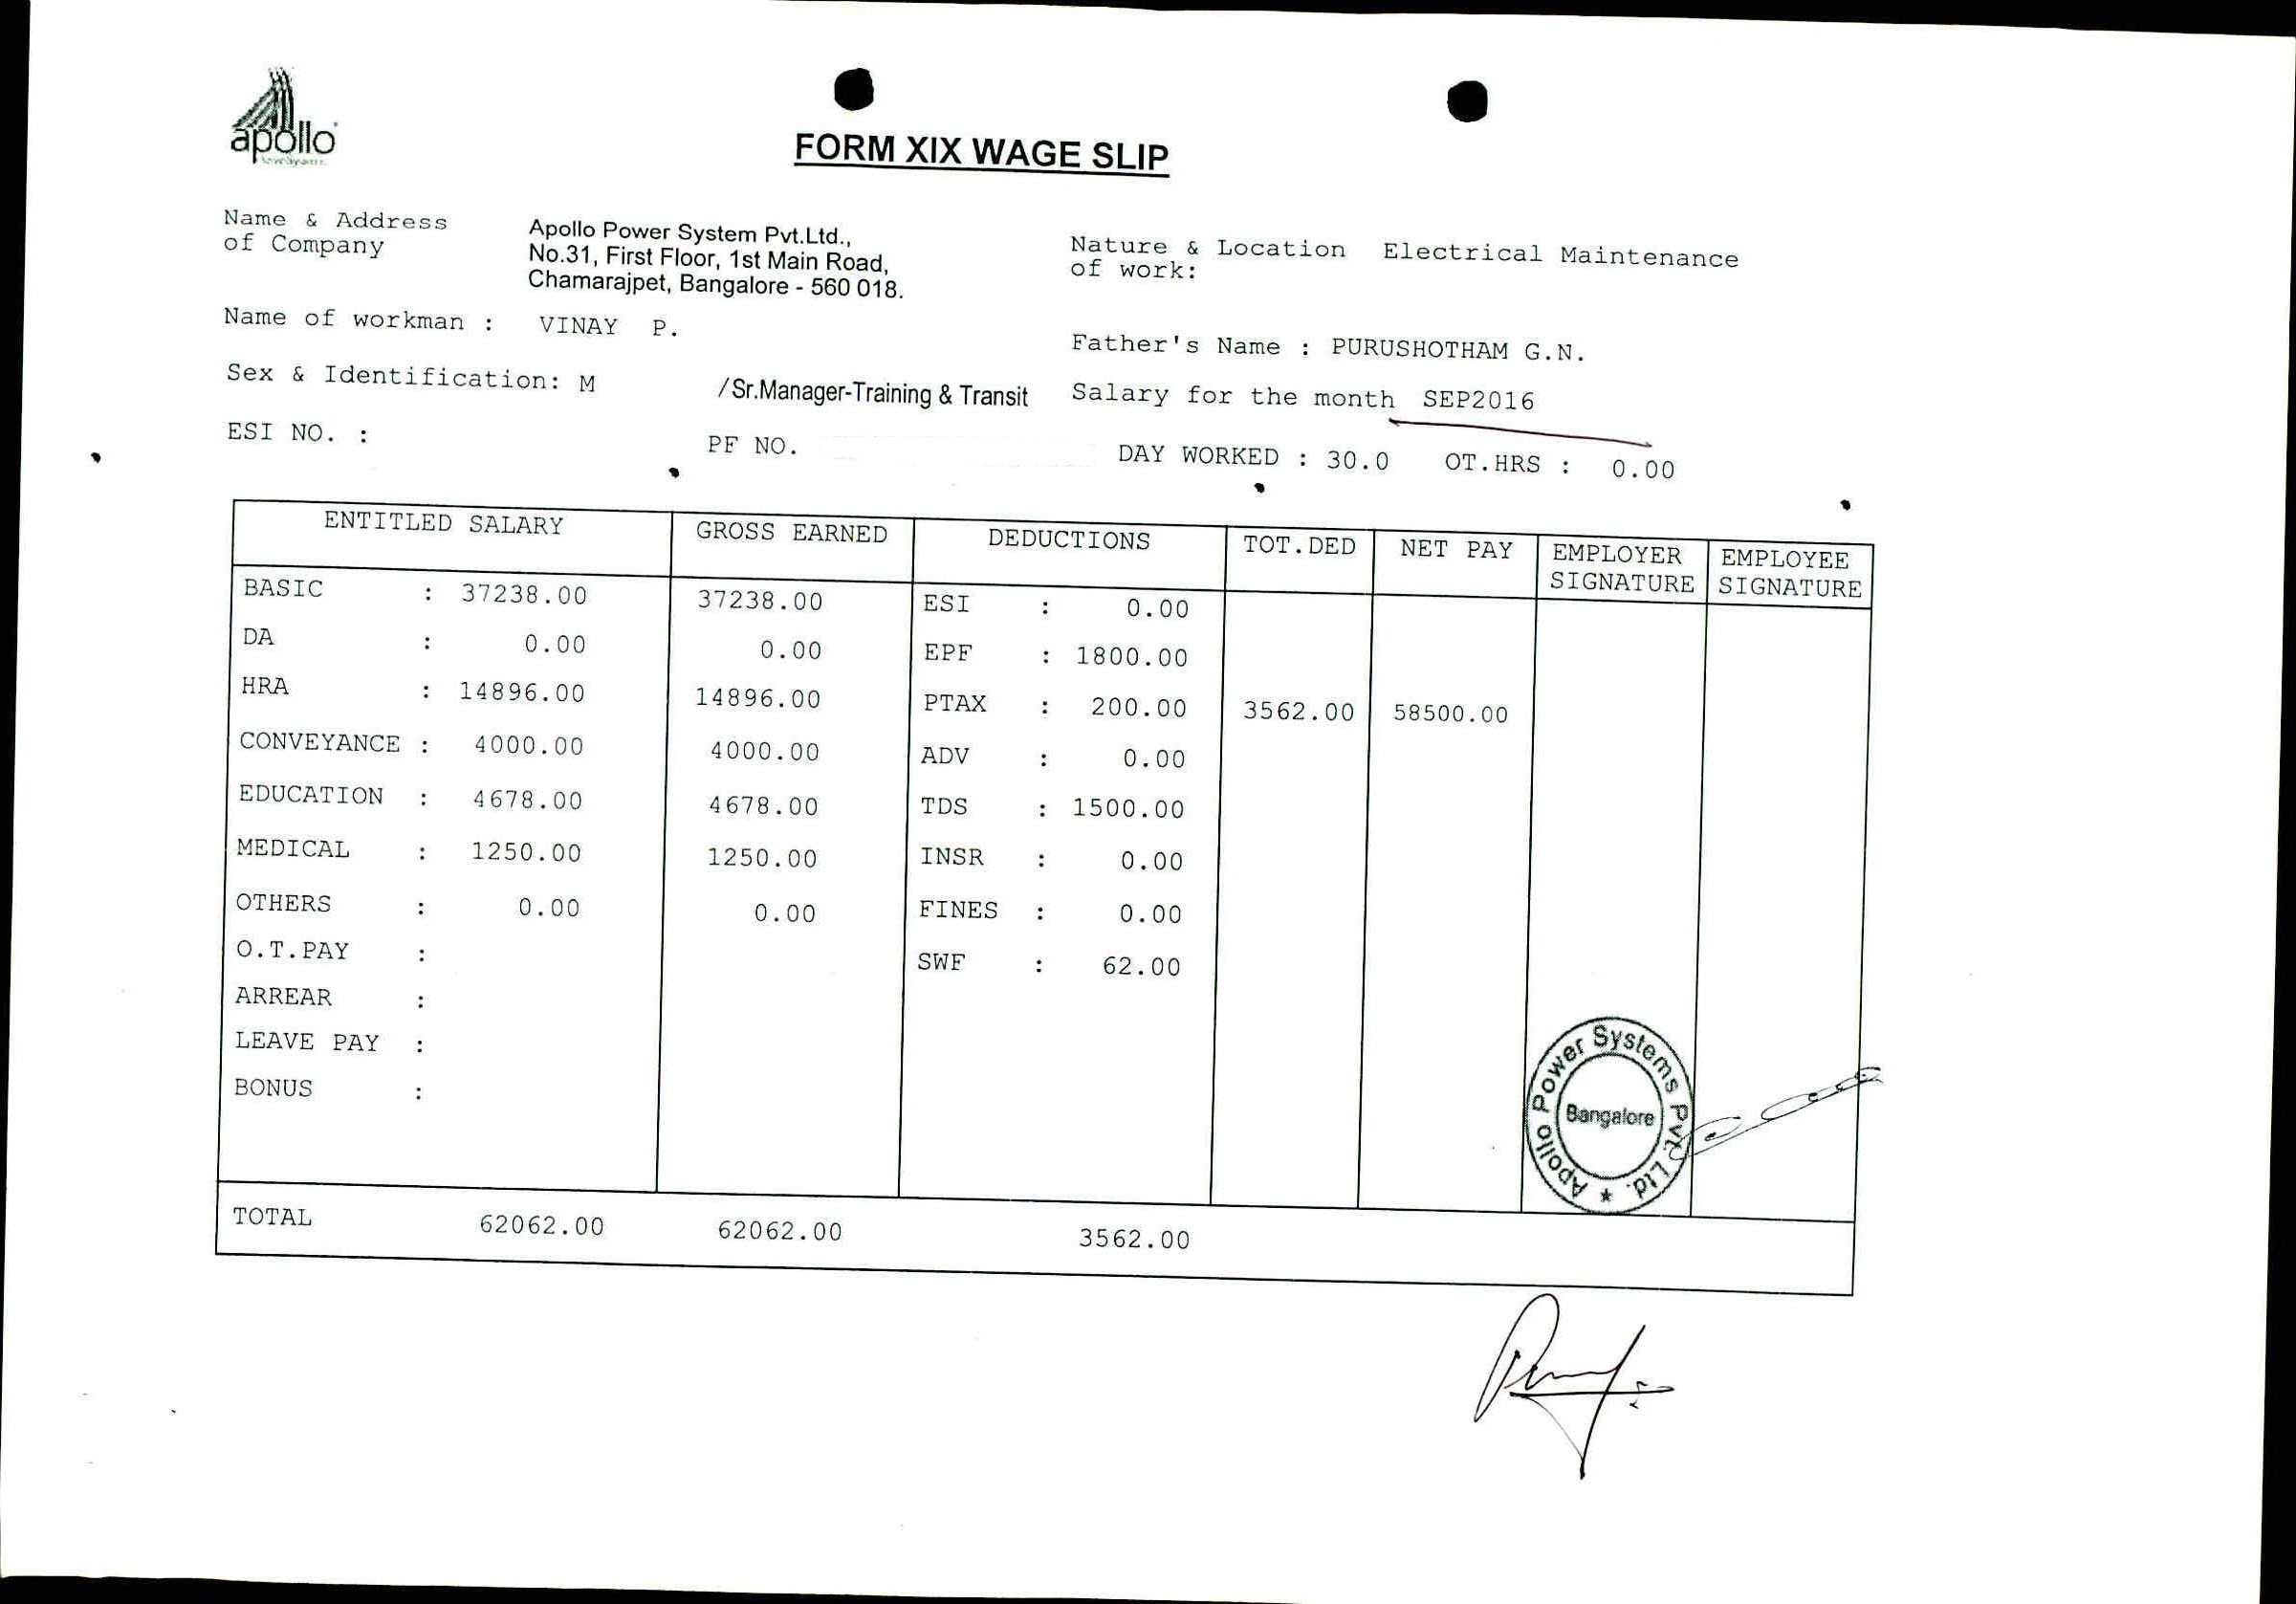 apollo
FORM XIX WAGE SLIP
Name & Address of Company
Apollo Power System Pvt.Ltd.,
No.31, First Floor, 1st Main Road,
Chamarajpet, Bangalore - 560 018.
Nature & Location of work: Electrical Maintenance
Name of workman : VINAY P.
Father's Name : PURUSHOTHAM G.N.
Sex & Identification: M /Sr.Manager-Training & Transit
Salary for the month SEP2016
ESI NO. : PF NO. DAY WORKED : 30.0 OT.HRS : 0.00
ENTITLED SALARY GROSS EARNED DEDUCTIONS TOT.DED NET PAY EMPLOYER SIGNATURE EMPLOYEE SIGNATURE
BASIC : 37238.00 37238.00 ESI : 0.00
DA : 0.00 0.00 EPF : 1800.00
HRA : 14896.00 14896.00 PTAX : 200.00 3562.00 58500.00
CONVEYANCE : 4000.00 4000.00 ADV : 0.00
EDUCATION : 4678.00 4678.00 TDS : 1500.00
MEDICAL : 1250.00 1250.00 INSR : 0.00
OTHERS : 0.00 0.00 FINES : 0.00
O.T.PAY : SWF : 62.00
ARREAR :
LEAVE PAY :
BONUS :
Apollo Power Systems Pvt. Ltd. ★
Bangalore
TOTAL 62062.00 62062.00 3562.00